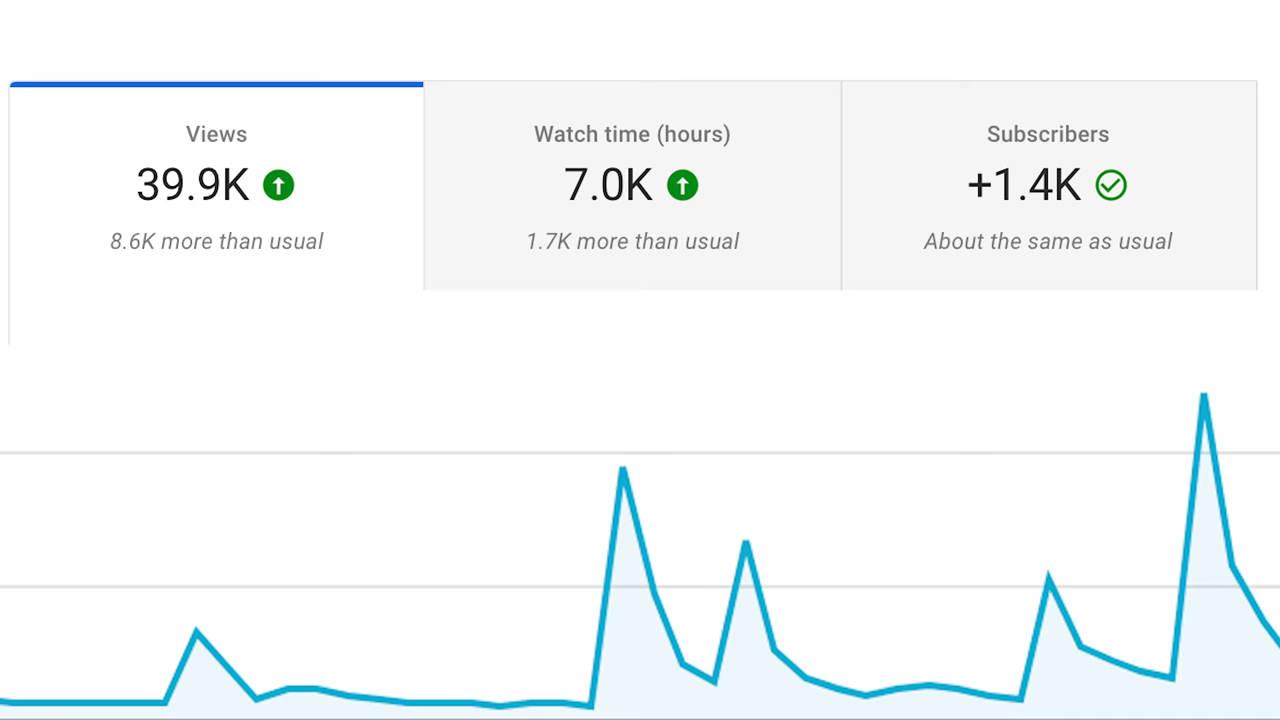 Views
39.9K
8.6K more than usual
Watch time (hours)
7.0K
1.7K more than usual
Subscribers
+1.4K
About the same as usual